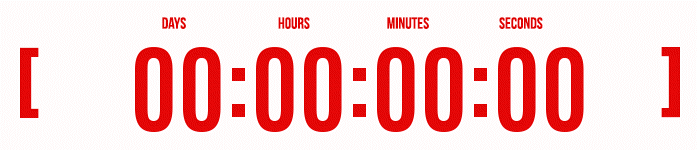 DAYS HOURS MINUTES SECONDS
[ 00:00:00:00 ]